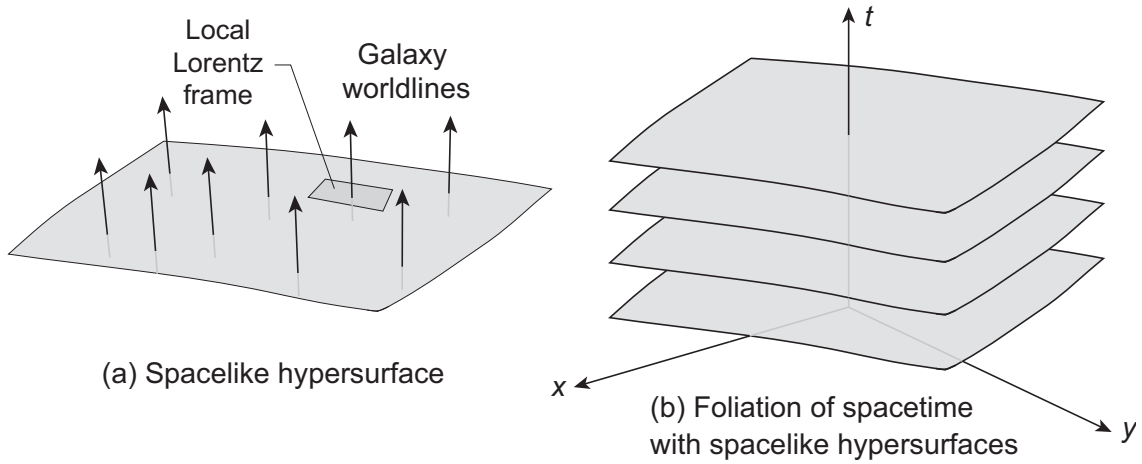 Local
Lorentz
frame
Galaxy
worldlines
(a) Spacelike hypersurface
t
x
y
(b) Foliation of spacetime
with spacelike hypersurfaces